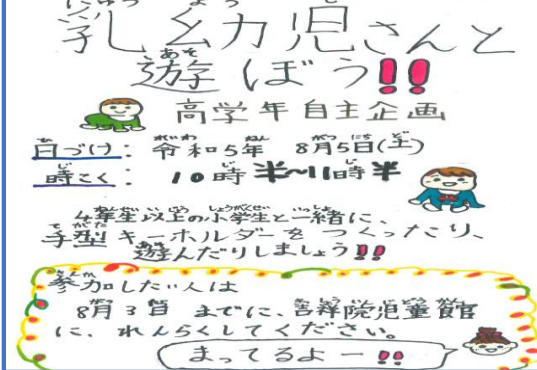 乳幼児さんと
遊ぼう!!
高学年自主企画
日づけ: 令和5年 8月5日(土)
時こく: 10時半〜11時半
4年生以上の小学生と一緒に、
手型キーホルダーをつくったり、
遊んだりしましょう!!
参加したい人は
8月3日までに、吉祥院児童館
に、れんらくしてください。
まってるよー!!